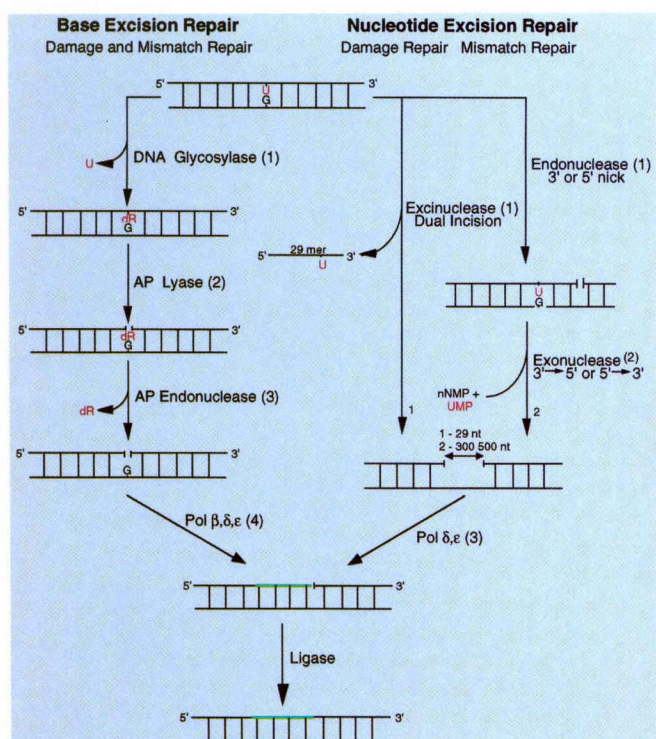 Base Excision Repair
Damage and Mismatch Repair
Nucleotide Excision Repair
Damage Repair Mismatch Repair
5' 3'
U
G
U
DNA Glycosylase (1)
Endonuclease (1)
3' or 5' nick
Excinuclease (1)
Dual Incision
5' 3'
dR
G
29 mer
5' 3'
U
AP Lyase (2)
U
G
5' 3'
dR
G
Exonuclease (2)
3'→5' or 5'→3'
nNMP +
UMP
AP Endonuclease (3)
dR
1
2
1 - 29 nt
2 - 300 500 nt
5' 3'
G
Pol β,δ,ε (4)
Pol δ,ε (3)
5' 3'
Ligase
5' 3'